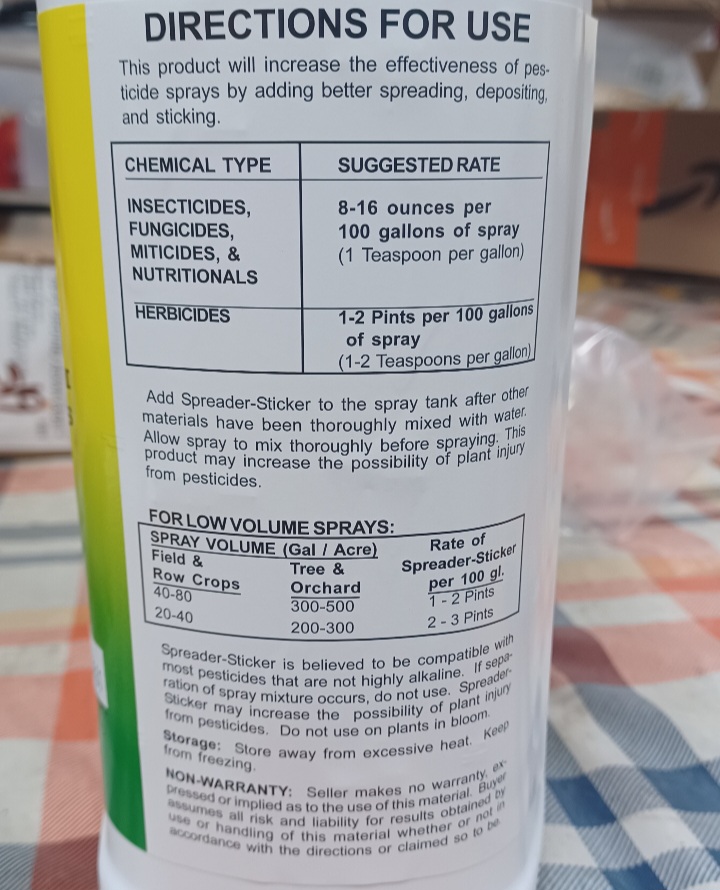 DIRECTIONS FOR USE
This product will increase the effectiveness of pes-
ticide sprays by adding better spreading, depositing,
and sticking.
CHEMICAL TYPE SUGGESTED RATE
INSECTICIDES, 8-16 ounces per
FUNGICIDES, 100 gallons of spray
MITICIDES, & (1 Teaspoon per gallon)
NUTRITIONALS
HERBICIDES 1-2 Pints per 100 gallons
of spray
(1-2 Teaspoons per gallon)
Add Spreader-Sticker to the spray tank after other
materials have been thoroughly mixed with water.
Allow spray to mix thoroughly before spraying. This
product may increase the possibility of plant injury
from pesticides.
FOR LOW VOLUME SPRAYS:
SPRAY VOLUME (Gal / Acre) Rate of
Field & Tree & Spreader-Sticker
Row Crops Orchard per 100 gl.
40-80 300-500 1 - 2 Pints
20-40 200-300 2 - 3 Pints
Spreader-Sticker is believed to be compatible with
most pesticides that are not highly alkaline. If sepa-
ration of spray mixture occurs, do not use. Spreader-
Sticker may increase the possibility of plant injury
from pesticides. Do not use on plants in bloom.
Storage: Store away from excessive heat. Keep
from freezing.
NON-WARRANTY: Seller makes no warranty, ex-
pressed or implied as to the use of this material. Buyer
assumes all risk and liability for results obtained by
use or handling of this material whether or not in
accordance with the directions or claimed so to be.